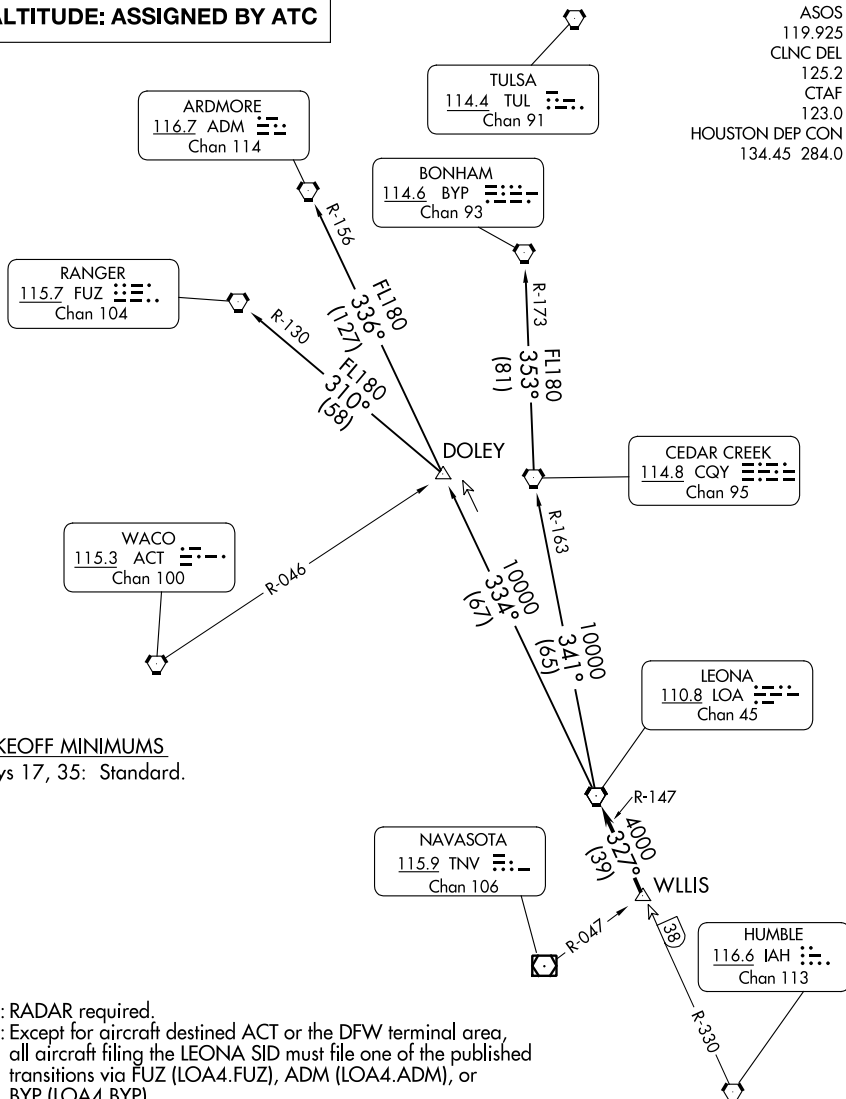 ALTITUDE: ASSIGNED BY ATC
ASOS
119.925
CLNC DEL
125.2
CTAF
123.0
HOUSTON DEP CON
134.45 284.0
TULSA
114.4 TUL
Chan 91
ARDMORE
116.7 ADM
Chan 114
BONHAM
114.6 BYP
Chan 93
RANGER
115.7 FUZ
Chan 104
R-156
FL180
336°
(127)
R-130
FL180
310°
(58)
R-173
FL180
353°
(81)
DOLEY
CEDAR CREEK
114.8 CQY
Chan 95
R-163
WACO
115.3 ACT
Chan 100
R-046
10000
334°
(67)
10000
341°
(65)
LEONA
110.8 LOA
Chan 45
KEOFF MINIMUMS
ys 17, 35: Standard.
R-147
4000
327°
(39)
NAVASOTA
115.9 TNV
Chan 106
WLLIS
R-047
38
HUMBLE
116.6 IAH
Chan 113
R-330
: RADAR required.
: Except for aircraft destined ACT or the DFW terminal area,
all aircraft filing the LEONA SID must file one of the published
transitions via FUZ (LOA4.FUZ), ADM (LOA4.ADM), or
BYP (LOA4.BYP)